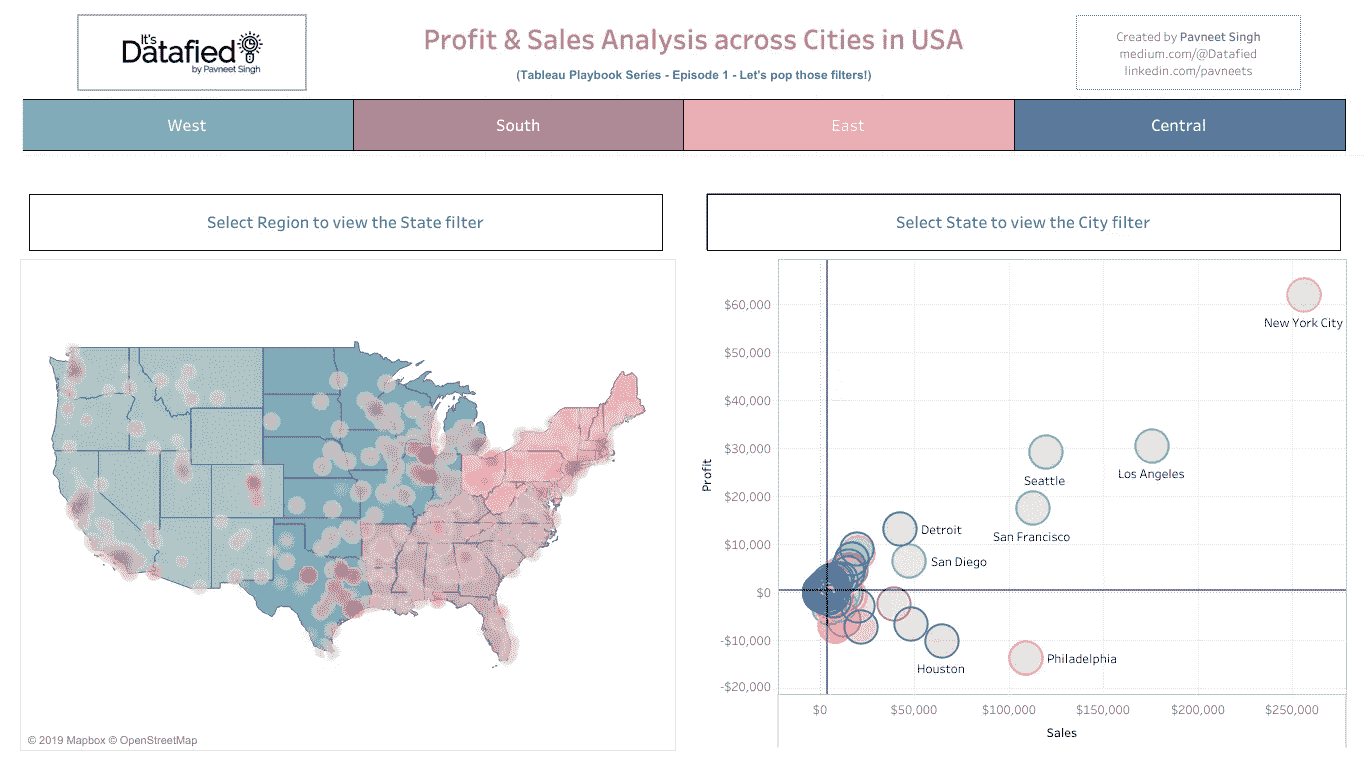 It's
Datafied
by Pavneet Singh
Profit & Sales Analysis across Cities in USA
(Tableau Playbook Series - Episode 1 - Let's pop those filters!)
Created by Pavneet Singh
medium.com/@Datafied
linkedin.com/pavneets
West
South
East
Central
Select Region to view the State filter
Select State to view the City filter
© 2019 Mapbox © OpenStreetMap
Profit
$60,000
$50,000
$40,000
$30,000
$20,000
$10,000
$0
-$10,000
-$20,000
New York City
Seattle
Los Angeles
San Francisco
Detroit
San Diego
Houston
Philadelphia
$0
$50,000
$100,000
$150,000
$200,000
$250,000
Sales